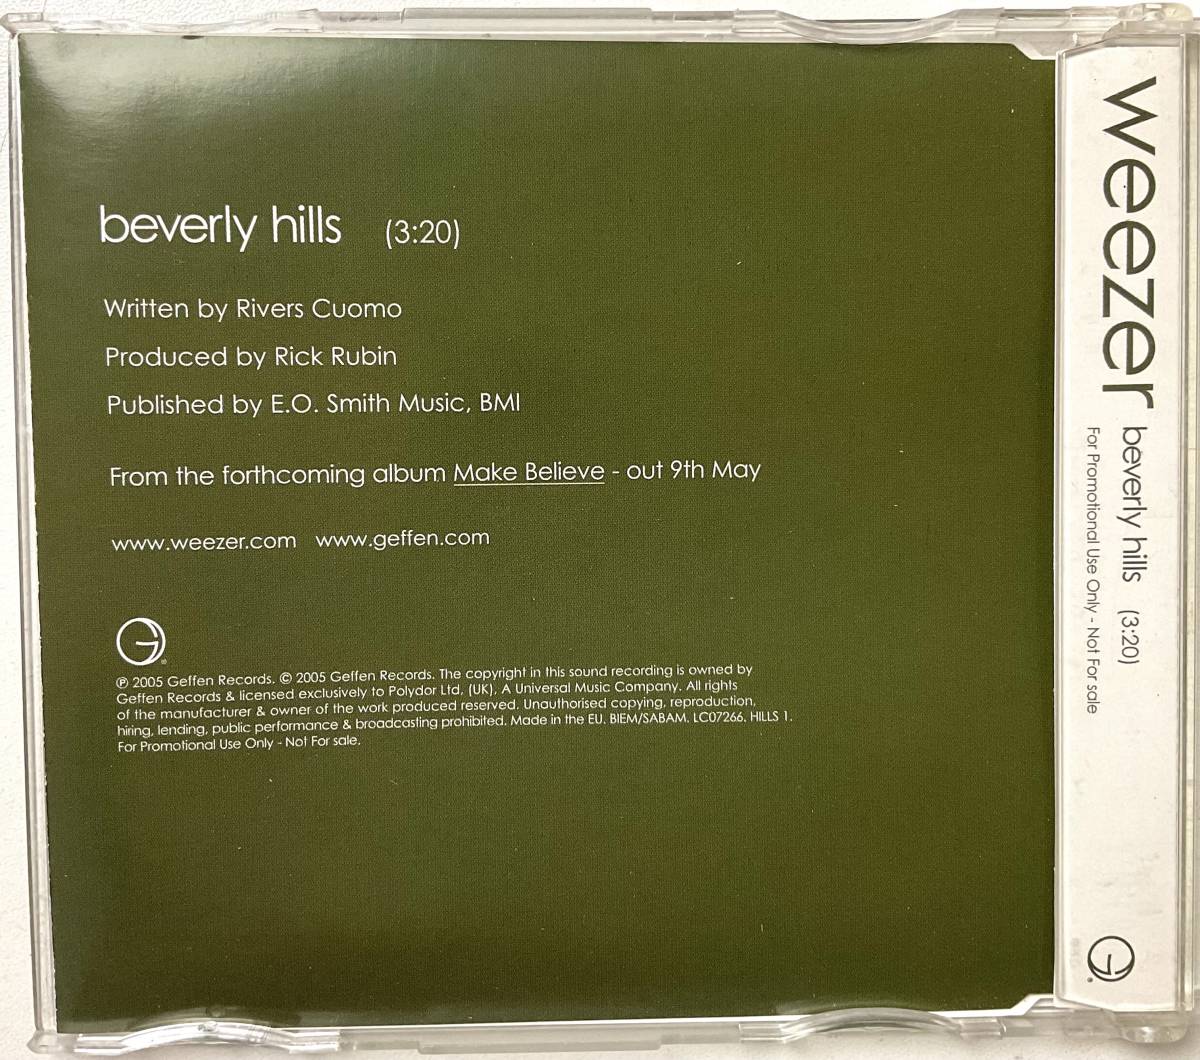 beverly hills (3:20)
Written by Rivers Cuomo
Produced by Rick Rubin
Published by E.O. Smith Music, BMI
From the forthcoming album Make Believe - out 9th May
www.weezer.com www.geffen.com
G®
℗ 2005 Geffen Records. © 2005 Geffen Records. The copyright in this sound recording is owned by
Geffen Records & licensed exclusively to Polydor Ltd, (UK), A Universal Music Company. All rights
of the manufacturer & owner of the work produced reserved. Unauthorised copying, reproduction,
hiring, lending, public performance & broadcasting prohibited. Made in the EU. BIEM/SABAM. LC07266. HILLS 1.
For Promotional Use Only - Not For sale.
weezer beverly hills (3:20)
For Promotional Use Only - Not For sale
G®